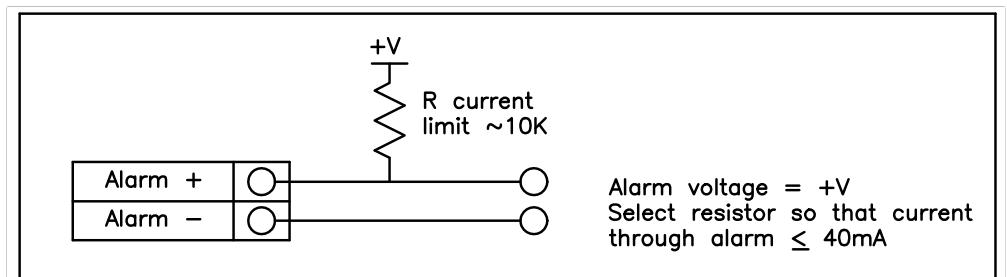 +V
R current
limit ~10K
Alarm +
Alarm −
Alarm voltage = +V
Select resistor so that current
through alarm ≤ 40mA